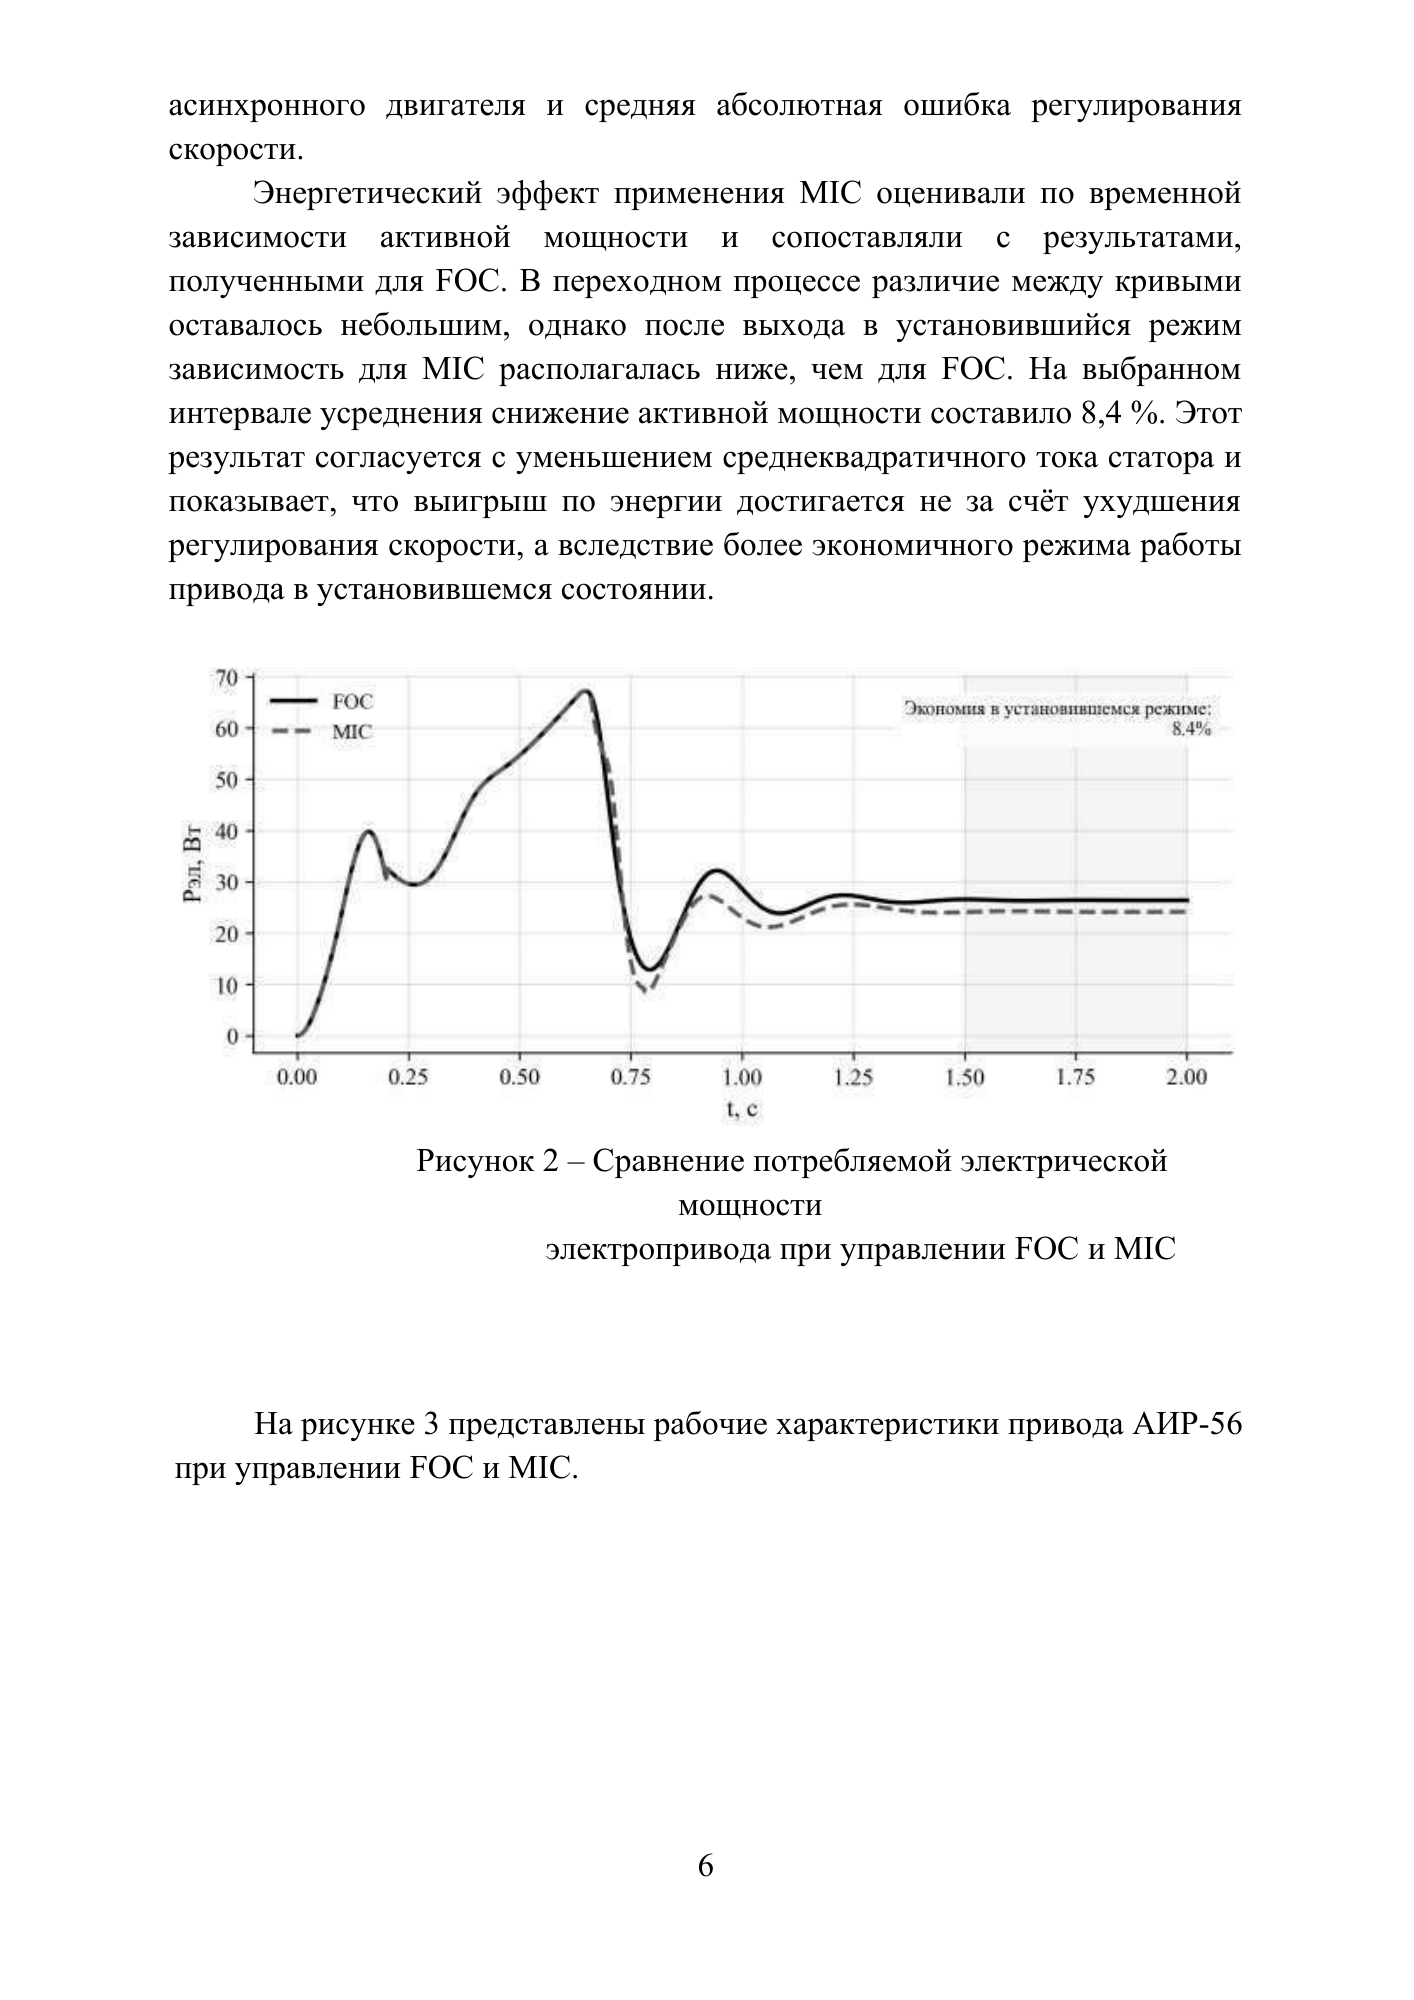 асинхронного двигателя и средняя абсолютная ошибка регулирования
скорости.
Энергетический эффект применения MIC оценивали по временной
зависимости активной мощности и сопоставляли с результатами,
полученными для FOC. В переходном процессе различие между кривыми
оставалось небольшим, однако после выхода в установившийся режим
зависимость для MIC располагалась ниже, чем для FOC. На выбранном
интервале усреднения снижение активной мощности составило 8,4 %. Этот
результат согласуется с уменьшением среднеквадратичного тока статора и
показывает, что выигрыш по энергии достигается не за счёт ухудшения
регулирования скорости, а вследствие более экономичного режима работы
привода в установившемся состоянии.
70
60
50
40
30
20
10
0
Pэл, Вт
FOC
MIC
Экономия в установившемся режиме:
8.4%
0.00 0.25 0.50 0.75 1.00 1.25 1.50 1.75 2.00
t, с
Рисунок 2 – Сравнение потребляемой электрической
мощности
электропривода при управлении FOC и MIC
На рисунке 3 представлены рабочие характеристики привода АИР-56
при управлении FOC и MIC.
6